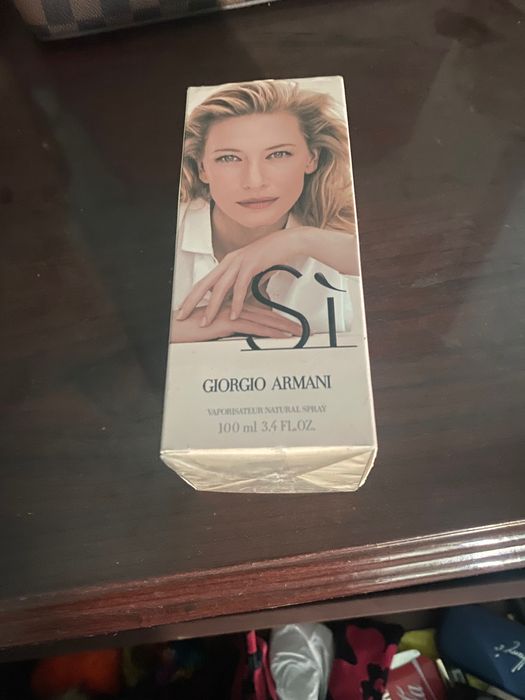 Sì
GIORGIO ARMANI
VAPORISATEUR NATURAL SPRAY
100 ml 3.4 FL.OZ.